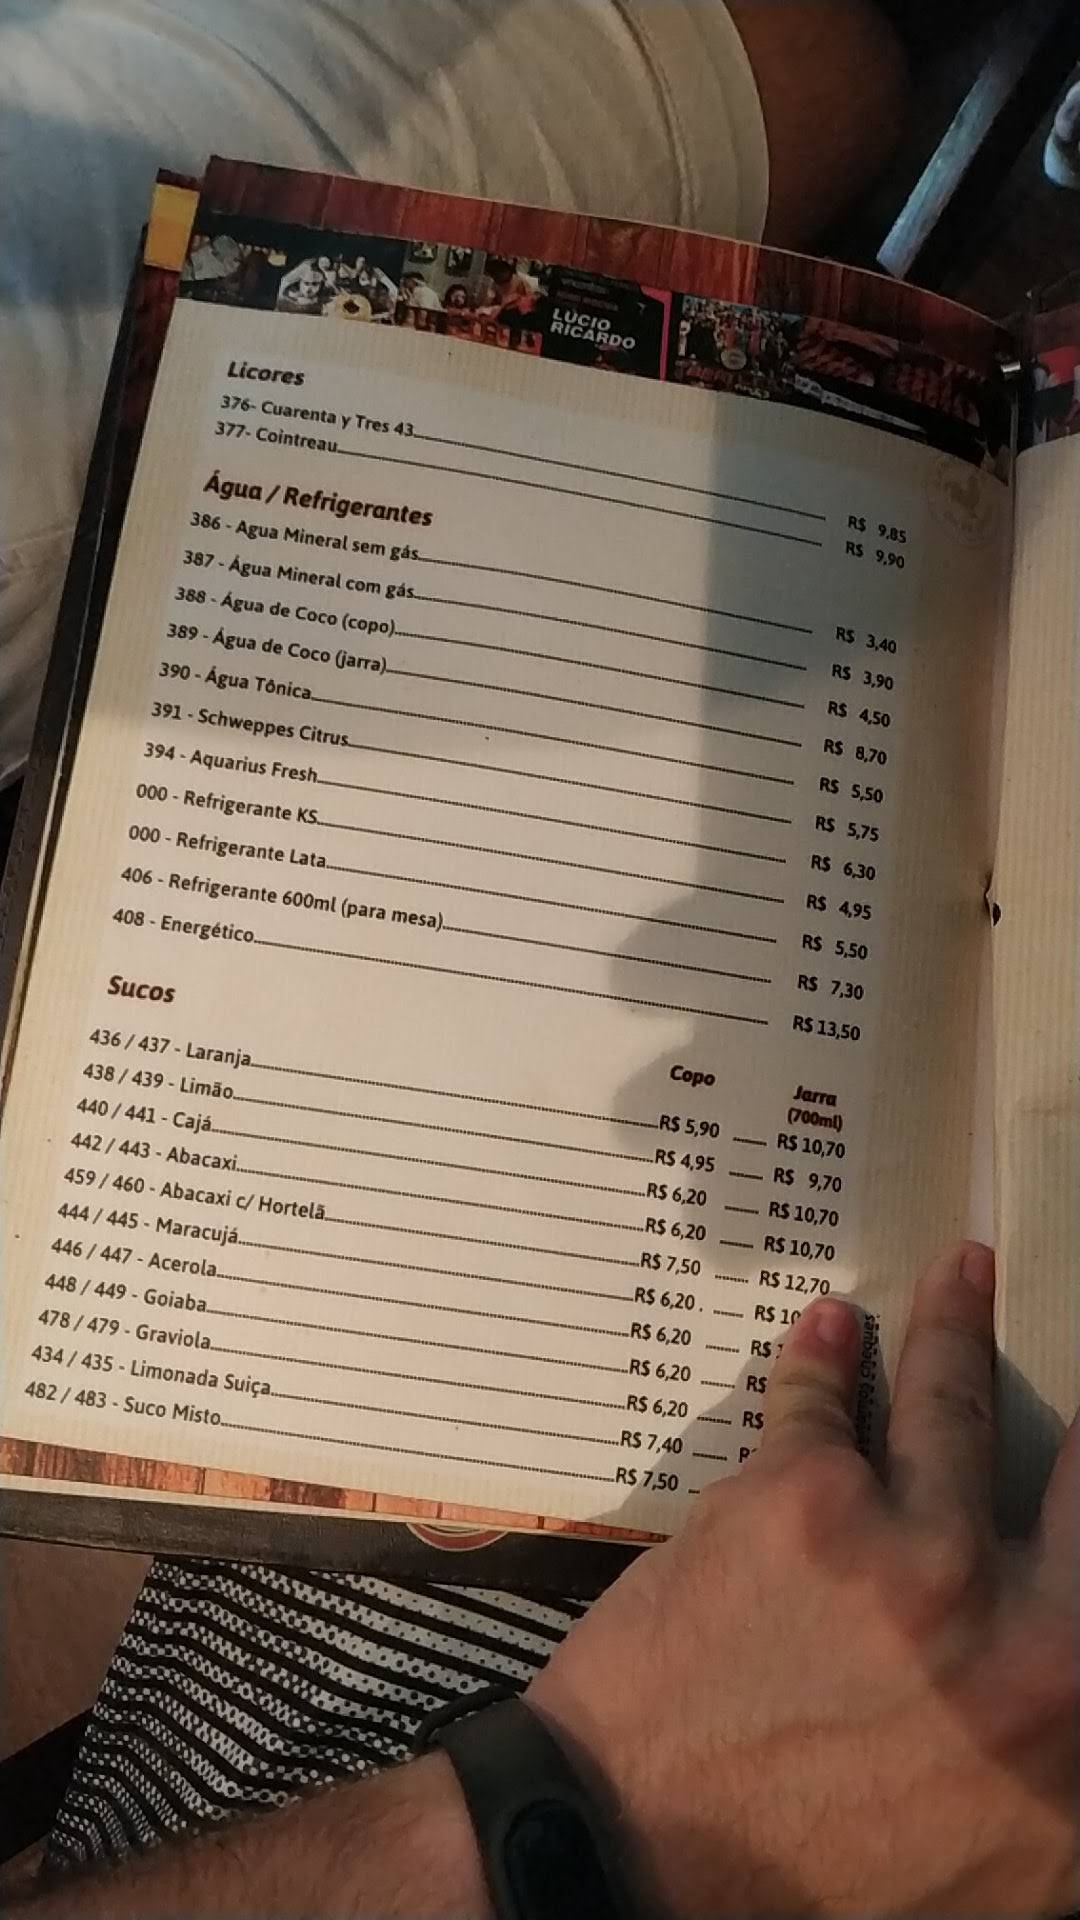 LÚCIO
RICARDO
Licores
376- Cuarenta y Tres 43 R$ 9,85
377- Cointreau R$ 9,90
Água / Refrigerantes
386 - Agua Mineral sem gás R$ 3,40
387 - Água Mineral com gás R$ 3,90
388 - Água de Coco (copo) R$ 4,50
389 - Água de Coco (jarra) R$ 8,70
390 - Água Tônica R$ 5,50
391 - Schweppes Citrus R$ 5,75
394 - Aquarius Fresh R$ 6,30
000 - Refrigerante KS R$ 4,95
000 - Refrigerante Lata R$ 5,50
406 - Refrigerante 600ml (para mesa) R$ 7,30
408 - Energético R$ 13,50
Sucos
Copo Jarra
(700ml)
436 / 437 - Laranja R$ 5,90 R$ 10,70
438 / 439 - Limão R$ 4,95 R$ 9,70
440 / 441 - Cajá R$ 6,20 R$ 10,70
442 / 443 - Abacaxi R$ 6,20 R$ 10,70
459 / 460 - Abacaxi c/ Hortelã R$ 7,50 R$ 12,70
444 / 445 - Maracujá R$ 6,20 . R$ 10
446 / 447 - Acerola R$ 6,20 R$
448 / 449 - Goiaba R$ 6,20 R$
478 / 479 - Graviola R$ 6,20 R$
434 / 435 - Limonada Suiça R$ 7,40
482 / 483 - Suco Misto R$ 7,50
cheques